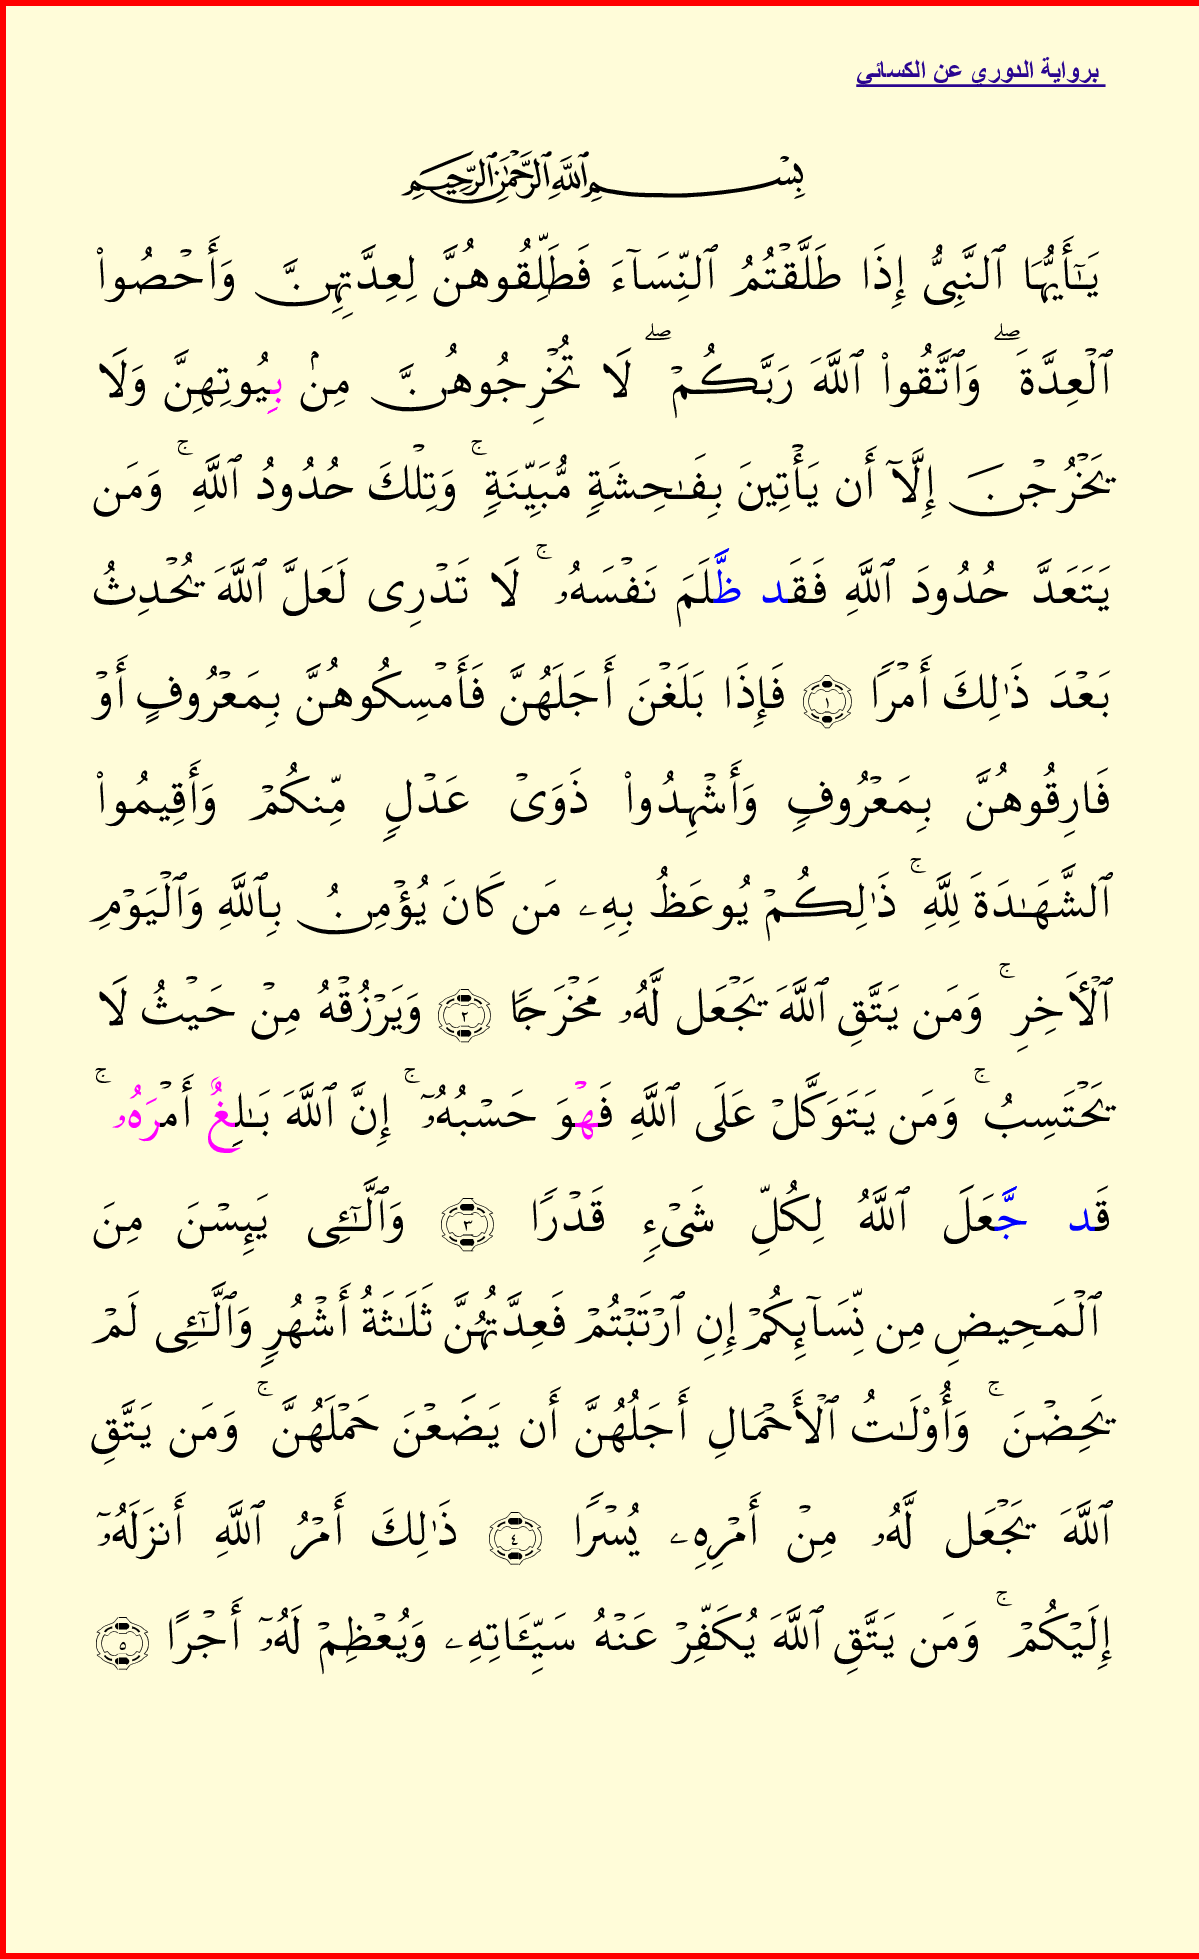 برواية الدوري عن الكسائي
بِسْمِ ٱللَّهِ ٱلرَّحْمَٰنِ ٱلرَّحِيمِ
يَٰٓأَيُّهَا ٱلنَّبِىُّ إِذَا طَلَّقْتُمُ ٱلنِّسَآءَ فَطَلِّقُوهُنَّ لِعِدَّتِهِنَّ وَأَحْصُوا۟
ٱلْعِدَّةَ ۖ وَٱتَّقُوا۟ ٱللَّهَ رَبَّكُمْ ۖ لَا تُخْرِجُوهُنَّ مِنۢ بِيُوتِهِنَّ وَلَا
يَخْرُجْنَ إِلَّآ أَن يَأْتِينَ بِفَٰحِشَةٍ مُّبَيِّنَةٍ ۚ وَتِلْكَ حُدُودُ ٱللَّهِ ۚ وَمَن
يَتَعَدَّ حُدُودَ ٱللَّهِ فَقَد ظَّلَمَ نَفْسَهُۥ ۚ لَا تَدْرِى لَعَلَّ ٱللَّهَ يُحْدِثُ
بَعْدَ ذَٰلِكَ أَمْرًا ١ فَإِذَا بَلَغْنَ أَجَلَهُنَّ فَأَمْسِكُوهُنَّ بِمَعْرُوفٍ أَوْ
فَارِقُوهُنَّ بِمَعْرُوفٍ وَأَشْهِدُوا۟ ذَوَىْ عَدْلٍ مِّنكُمْ وَأَقِيمُوا۟
ٱلشَّهَٰدَةَ لِلَّهِ ۚ ذَٰلِكُمْ يُوعَظُ بِهِۦ مَن كَانَ يُؤْمِنُ بِٱللَّهِ وَٱلْيَوْمِ
ٱلْأَخِرِ ۚ وَمَن يَتَّقِ ٱللَّهَ يَجْعَل لَّهُۥ مَخْرَجًا ٢ وَيَرْزُقْهُ مِنْ حَيْثُ لَا
يَحْتَسِبُ ۚ وَمَن يَتَوَكَّلْ عَلَى ٱللَّهِ فَهْوَ حَسْبُهُۥٓ ۚ إِنَّ ٱللَّهَ بَٰلِغٌ أَمْرَهُۥ ۚ
قَد جَّعَلَ ٱللَّهُ لِكُلِّ شَىْءٍ قَدْرًا ٣ وَٱلَّٰٓـِٔى يَئِسْنَ مِنَ
ٱلْمَحِيضِ مِن نِّسَآئِكُمْ إِنِ ٱرْتَبْتُمْ فَعِدَّتُهُنَّ ثَلَٰثَةُ أَشْهُرٍ وَٱلَّٰٓـِٔى لَمْ
يَحِضْنَ ۚ وَأُو۟لَٰتُ ٱلْأَحْمَالِ أَجَلُهُنَّ أَن يَضَعْنَ حَمْلَهُنَّ ۚ وَمَن يَتَّقِ
ٱللَّهَ يَجْعَل لَّهُۥ مِنْ أَمْرِهِۦ يُسْرًا ٤ ذَٰلِكَ أَمْرُ ٱللَّهِ أَنزَلَهُۥٓ
إِلَيْكُمْ ۚ وَمَن يَتَّقِ ٱللَّهَ يُكَفِّرْ عَنْهُ سَيِّـَٔاتِهِۦ وَيُعْظِمْ لَهُۥٓ أَجْرًا ٥